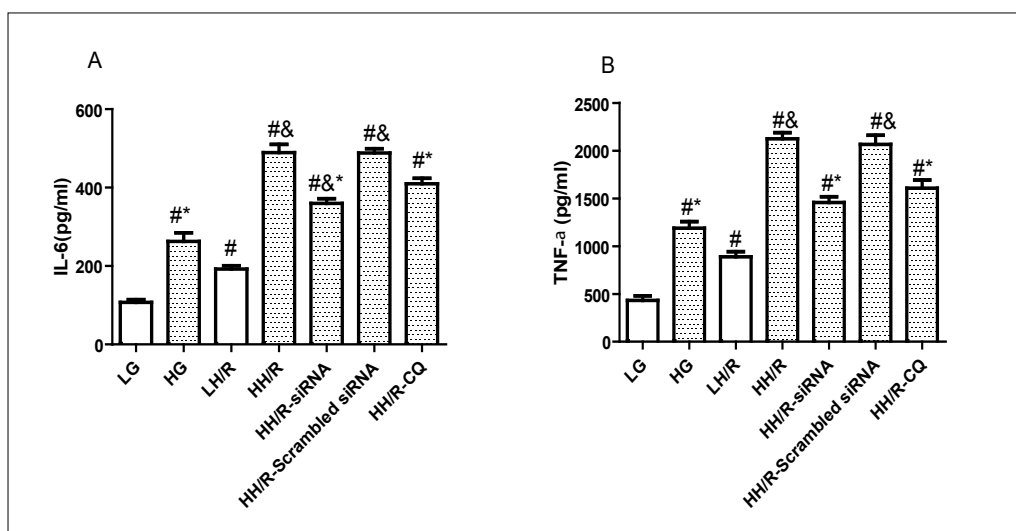 A
IL-6(pg/ml)
600
400
200
0
#*
#
#&
#&*
#&
#*
LG
HG
LH/R
HH/R
HH/R-siRNA
HH/R-Scrambled siRNA
HH/R-CQ
B
TNF-a (pg/ml)
2500
2000
1500
1000
500
0
#*
#
#&
#*
#&
#*
LG
HG
LH/R
HH/R
HH/R-siRNA
HH/R-Scrambled siRNA
HH/R-CQ